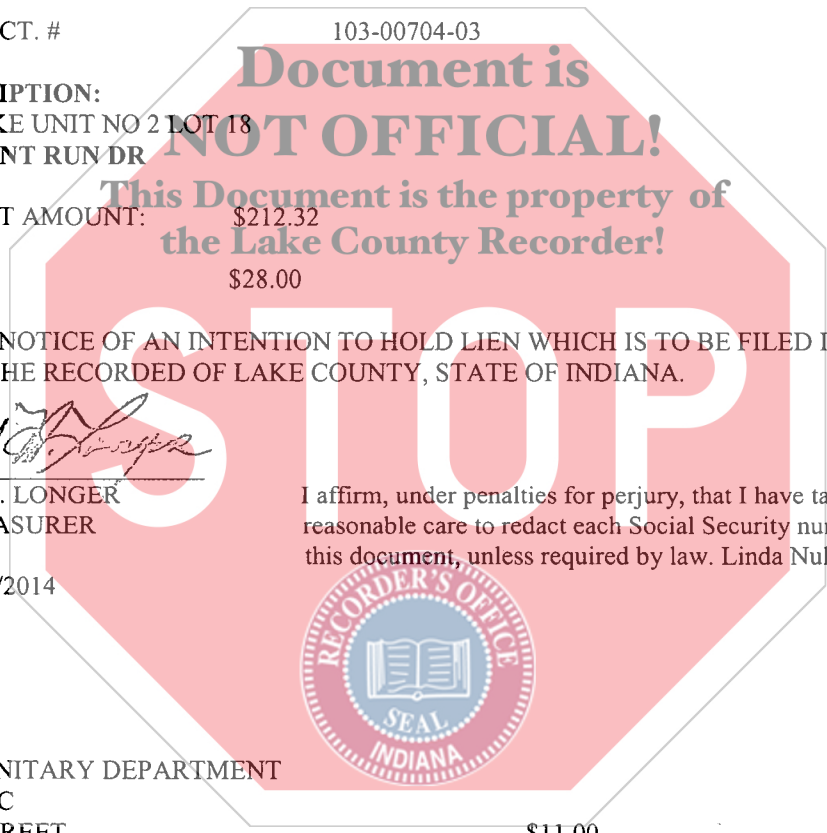 CT. # 103-00704-03
Document is
IPTION:
KE UNIT NO 2 LOT 18
NOT OFFICIAL!
NT RUN DR
This Document is the property of
T AMOUNT: $212.32
the Lake County Recorder!
$28.00
NOTICE OF AN INTENTION TO HOLD LIEN WHICH IS TO BE FILED I
HE RECORDED OF LAKE COUNTY, STATE OF INDIANA.
STOP
. LONGER
I affirm, under penalties for perjury, that I have ta
ASURER
reasonable care to redact each Social Security nu
this document, unless required by law. Linda Nu
/2014
RECORDER'S OFFICE
SEAL
INDIANA
NITARY DEPARTMENT
C
REET
$11.00